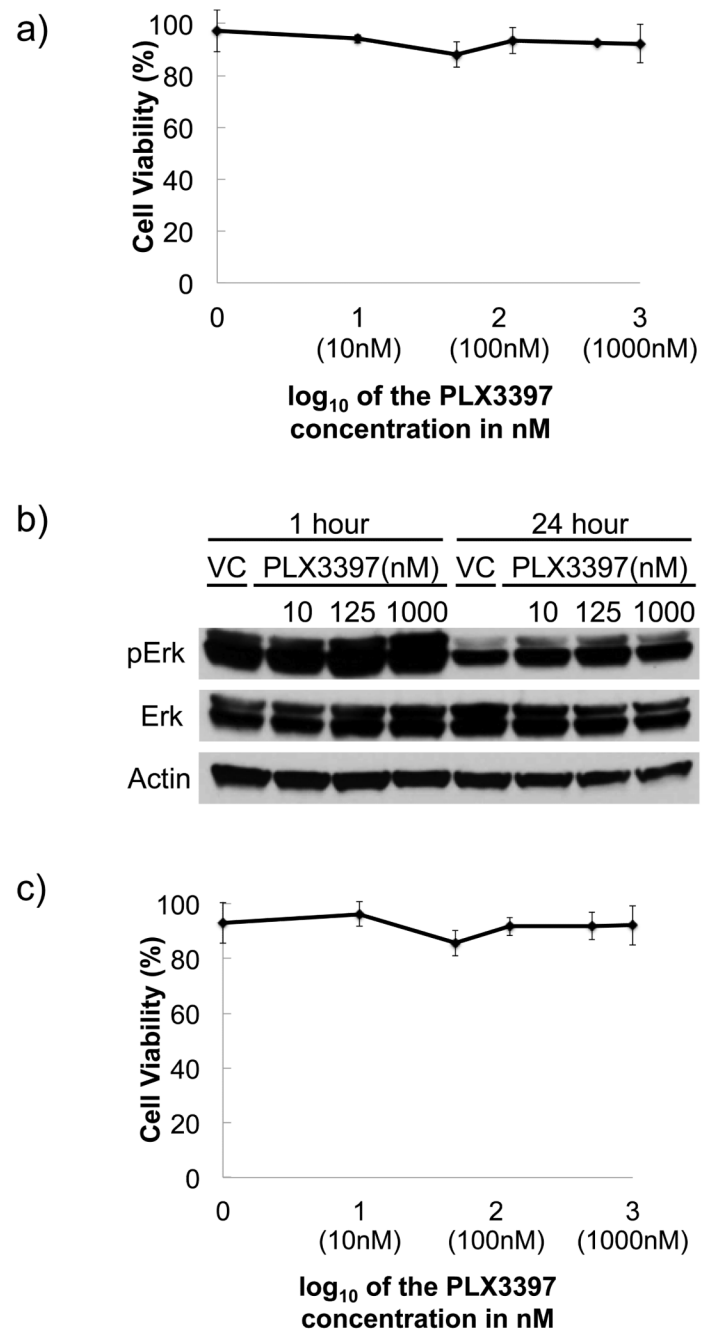 a)
100
80
60
40
20
0
Cell Viability (%)
0 1 2 3
(10nM) (100nM) (1000nM)
log10 of the PLX3397
concentration in nM
b)
1 hour 24 hour
VC PLX3397(nM) VC PLX3397(nM)
10 125 1000 10 125 1000
pErk
Erk
Actin
c)
100
80
60
40
20
0
Cell Viability (%)
0 1 2 3
(10nM) (100nM) (1000nM)
log10 of the PLX3397
concentration in nM